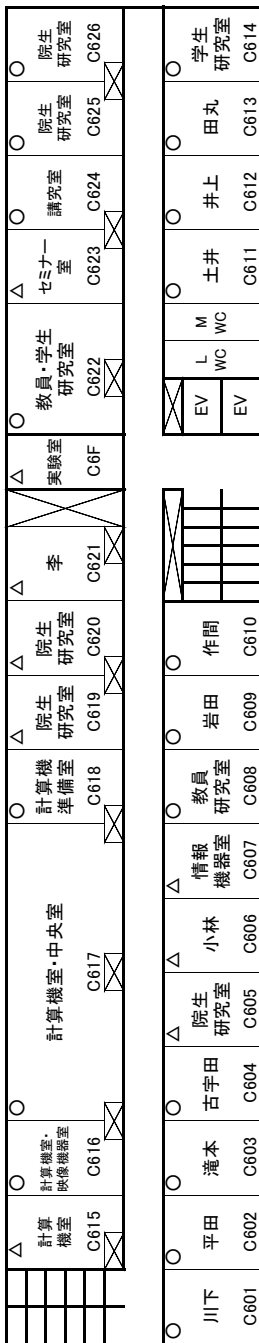 院生
研究室
C626
院生
研究室
C625
講究室
C624
セミナー
室
C623
教員・学生
研究室
C622
実験室
C6F
李
C621
院生
研究室
C620
院生
研究室
C619
計算機
準備室
C618
計算機室・中央室
C617
計算機室・
映像機器室
C616
計算
機室
C615
学生
研究室
C614
田丸
C613
井上
C612
土井
C611
M
WC
L
WC
EV
EV
作間
C610
岩田
C609
教員
研究室
C608
情報
機器室
C607
小林
C606
院生
研究室
C605
古宇田
C604
滝本
C603
平田
C602
川下
C601